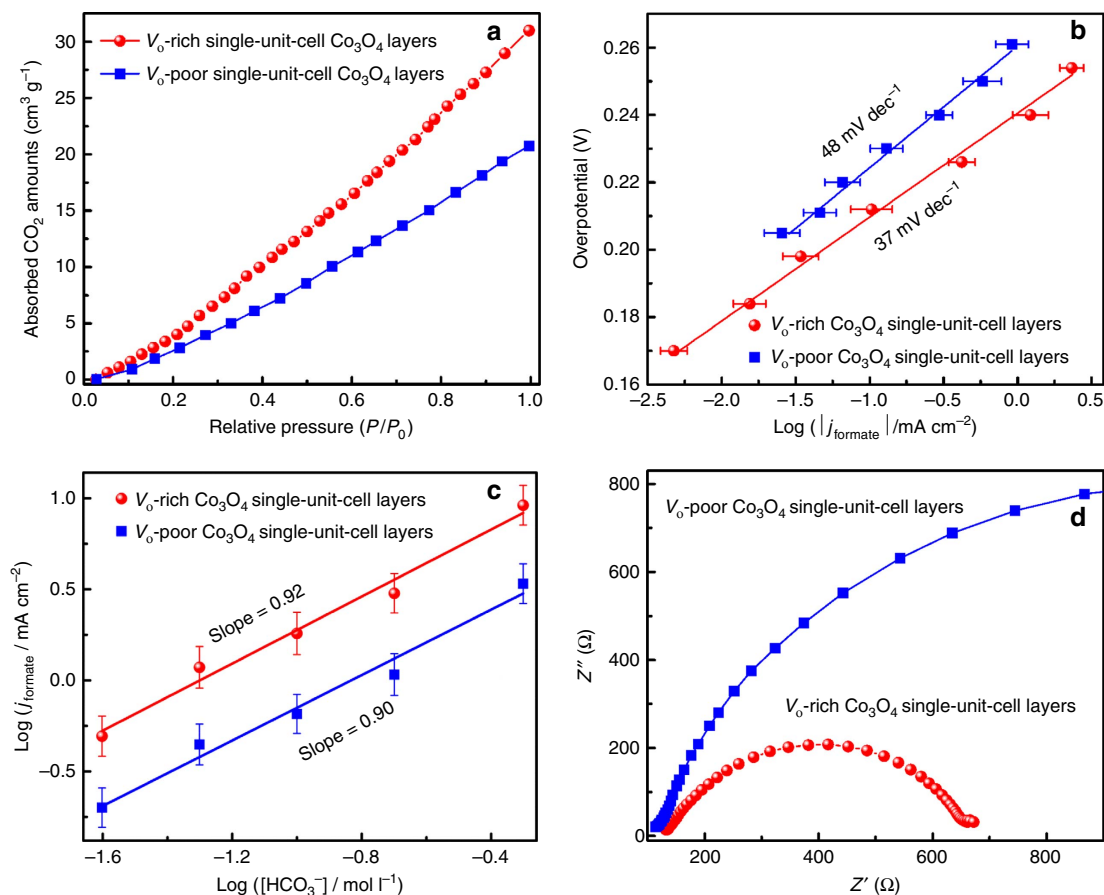 a
Vₒ-rich single-unit-cell Co₃O₄ layers
Vₒ-poor single-unit-cell Co₃O₄ layers
Absorbed CO₂ amounts (cm³ g⁻¹)
30
25
20
15
10
5
0
0.0 0.2 0.4 0.6 0.8 1.0
Relative pressure (P/P₀)
b
48 mV dec⁻¹
37 mV dec⁻¹
Vₒ-rich Co₃O₄ single-unit-cell layers
Vₒ-poor Co₃O₄ single-unit-cell layers
Overpotential (V)
0.26
0.24
0.22
0.20
0.18
0.16
−2.5 −2.0 −1.5 −1.0 −0.5 0.0 0.5
Log (|j_formate|/mA cm⁻²)
c
Vₒ-rich Co₃O₄ single-unit-cell layers
Vₒ-poor Co₃O₄ single-unit-cell layers
Slope = 0.92
Slope = 0.90
Log (j_formate / mA cm⁻²)
1.0
0.5
0.0
−0.5
−1.6 −1.2 −0.8 −0.4
Log ([HCO₃⁻] / mol l⁻¹)
d
Vₒ-poor Co₃O₄ single-unit-cell layers
Vₒ-rich Co₃O₄ single-unit-cell layers
Z″ (Ω)
800
600
400
200
0
200 400 600 800
Z′ (Ω)